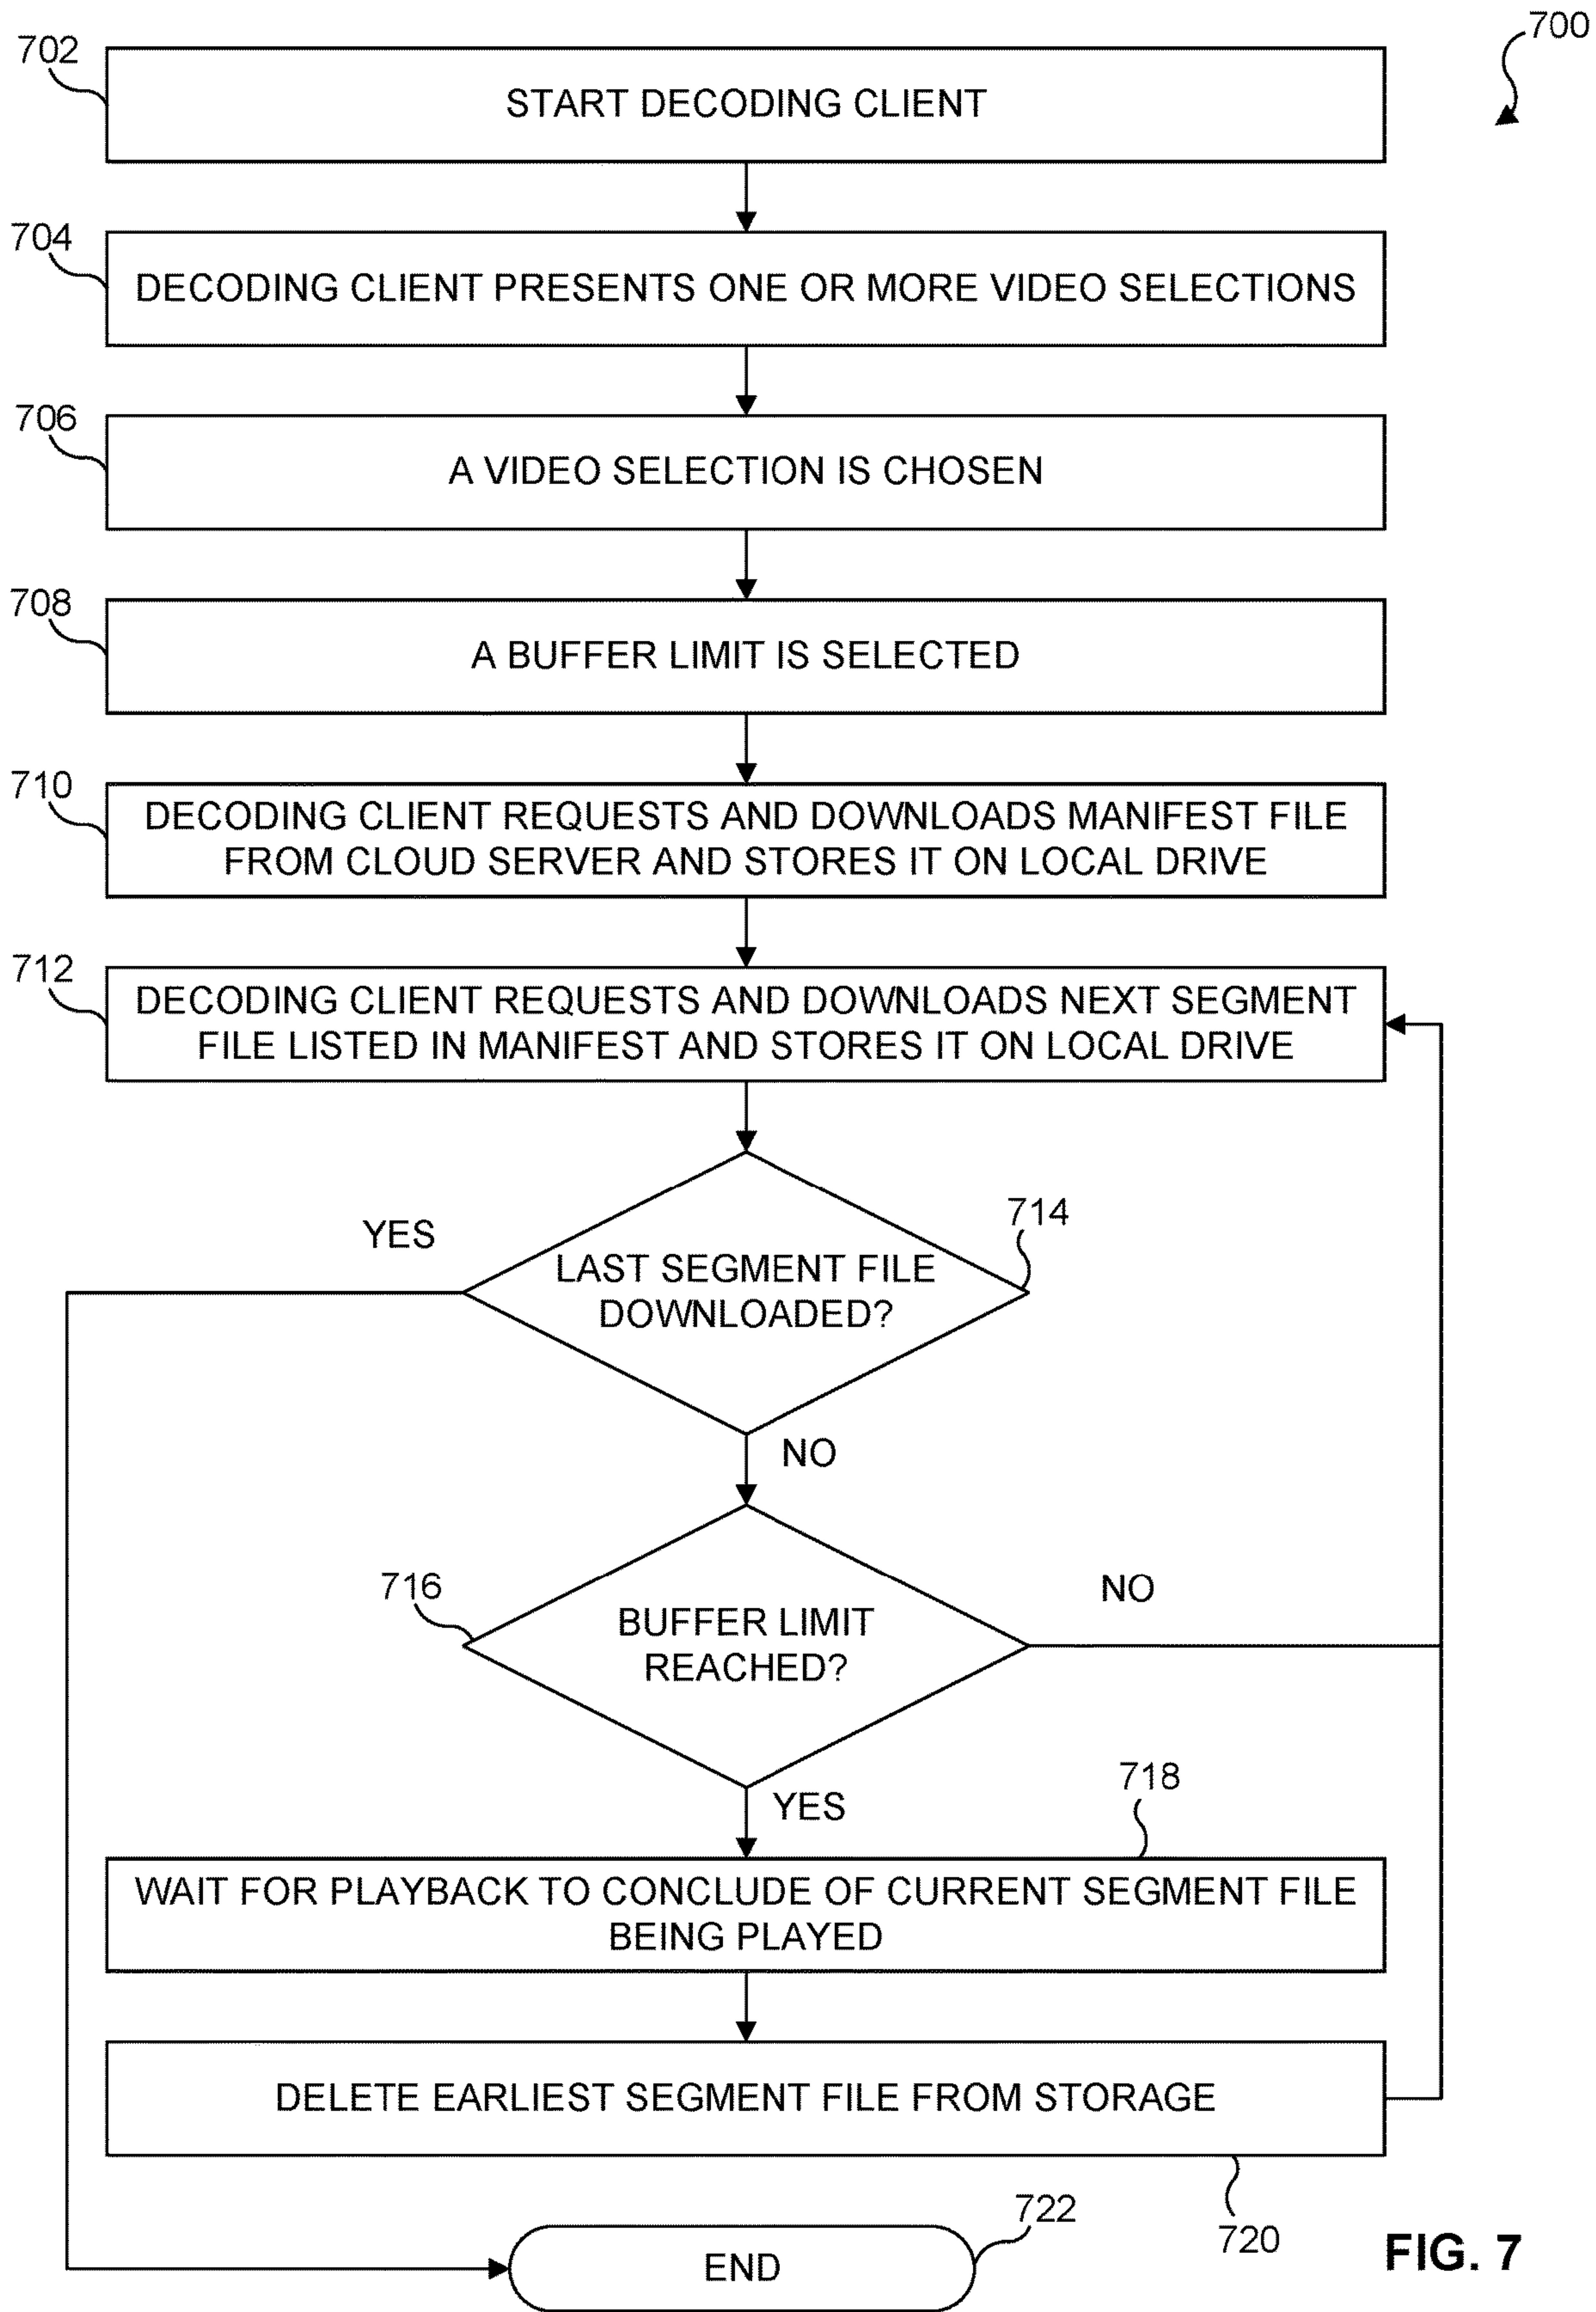 700
702
START DECODING CLIENT
704
DECODING CLIENT PRESENTS ONE OR MORE VIDEO SELECTIONS
706
A VIDEO SELECTION IS CHOSEN
708
A BUFFER LIMIT IS SELECTED
710
DECODING CLIENT REQUESTS AND DOWNLOADS MANIFEST FILE
FROM CLOUD SERVER AND STORES IT ON LOCAL DRIVE
712
DECODING CLIENT REQUESTS AND DOWNLOADS NEXT SEGMENT
FILE LISTED IN MANIFEST AND STORES IT ON LOCAL DRIVE
714
YES
LAST SEGMENT FILE
DOWNLOADED?
NO
716
NO
BUFFER LIMIT
REACHED?
718
YES
WAIT FOR PLAYBACK TO CONCLUDE OF CURRENT SEGMENT FILE
BEING PLAYED
DELETE EARLIEST SEGMENT FILE FROM STORAGE
720
722
END
FIG. 7